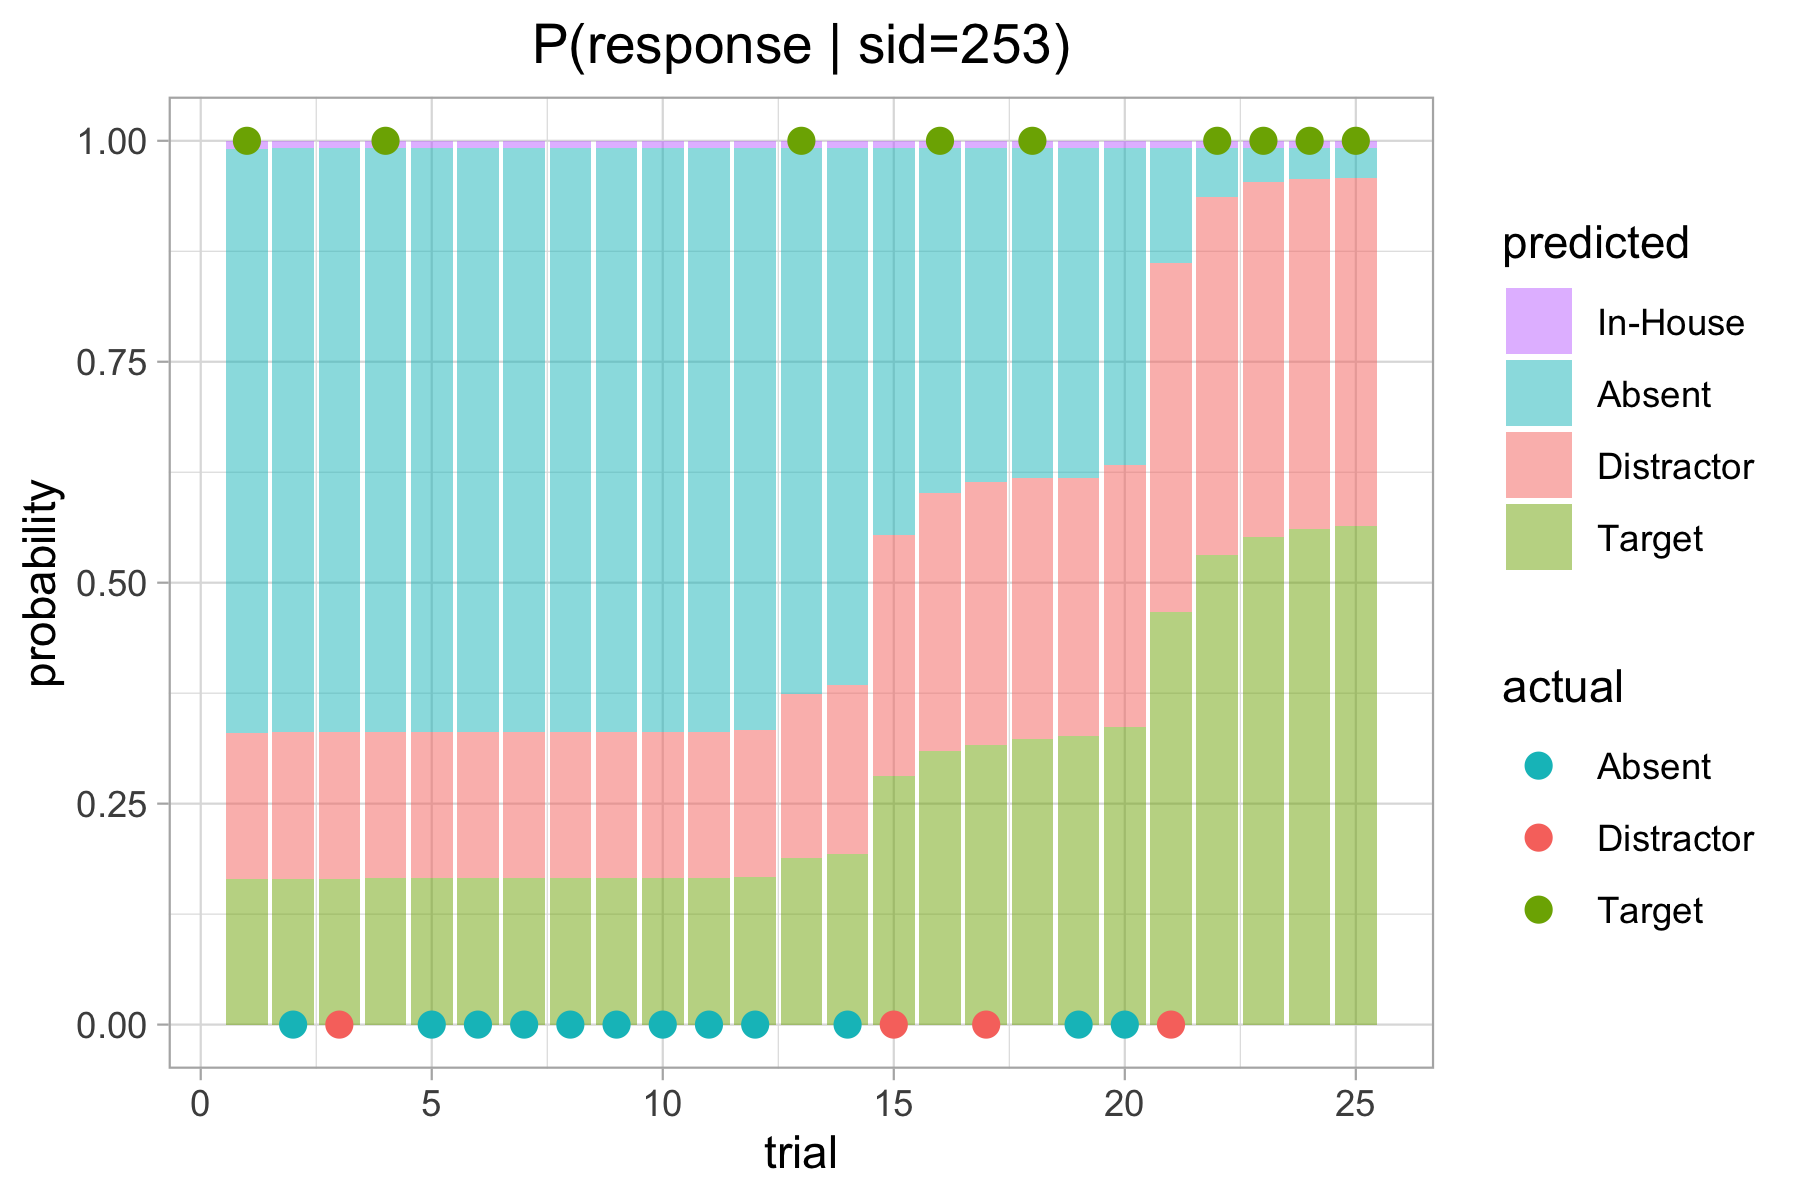 P(response | sid=253)
probability
1.00
0.75
0.50
0.25
0.00
0 5 10 15 20 25
trial
predicted
In-House
Absent
Distractor
Target
actual
Absent
Distractor
Target